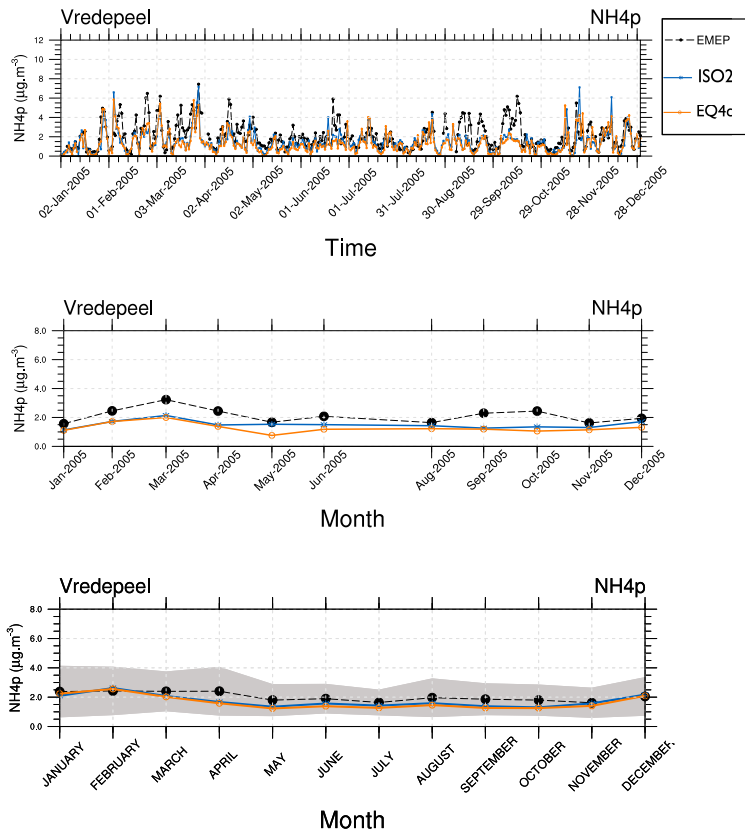 Vredepeel NH4p
NH4p (µg.m-3)
12
10
8
6
4
2
0
02-Jan-2005 01-Feb-2005 03-Mar-2005 02-Apr-2005 02-May-2005 01-Jun-2005 01-Jul-2005 31-Jul-2005 30-Aug-2005 29-Sep-2005 29-Oct-2005 28-Nov-2005 28-Dec-2005
Time
EMEP
ISO2
EQ4c
Vredepeel NH4p
NH4p (µg.m-3)
8.0
6.0
4.0
2.0
0.0
Jan-2005 Feb-2005 Mar-2005 Apr-2005 May-2005 Jun-2005 Aug-2005 Sep-2005 Oct-2005 Nov-2005 Dec-2005
Month
Vredepeel NH4p
NH4p (µg.m-3)
8.0
6.0
4.0
2.0
0.0
JANUARY FEBRUARY MARCH APRIL MAY JUNE JULY AUGUST SEPTEMBER OCTOBER NOVEMBER DECEMBER
Month